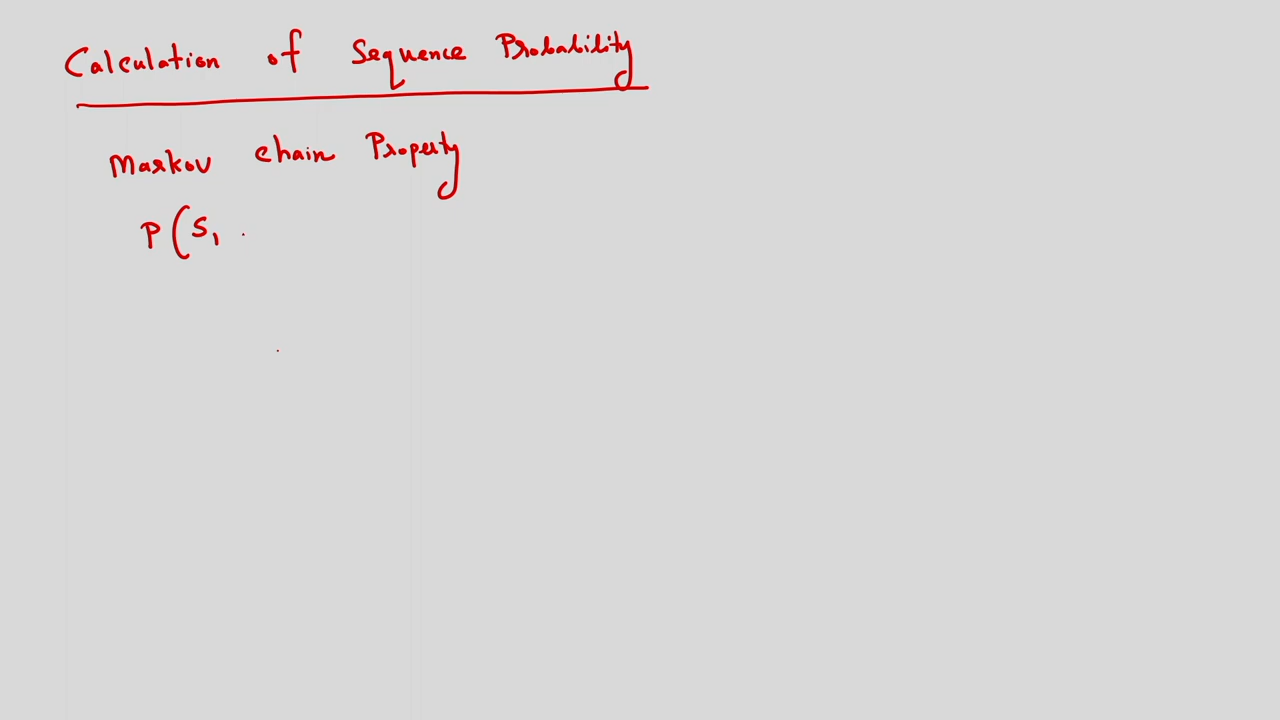 Calculation of Sequence Probability
Markov chain Property
P(S₁